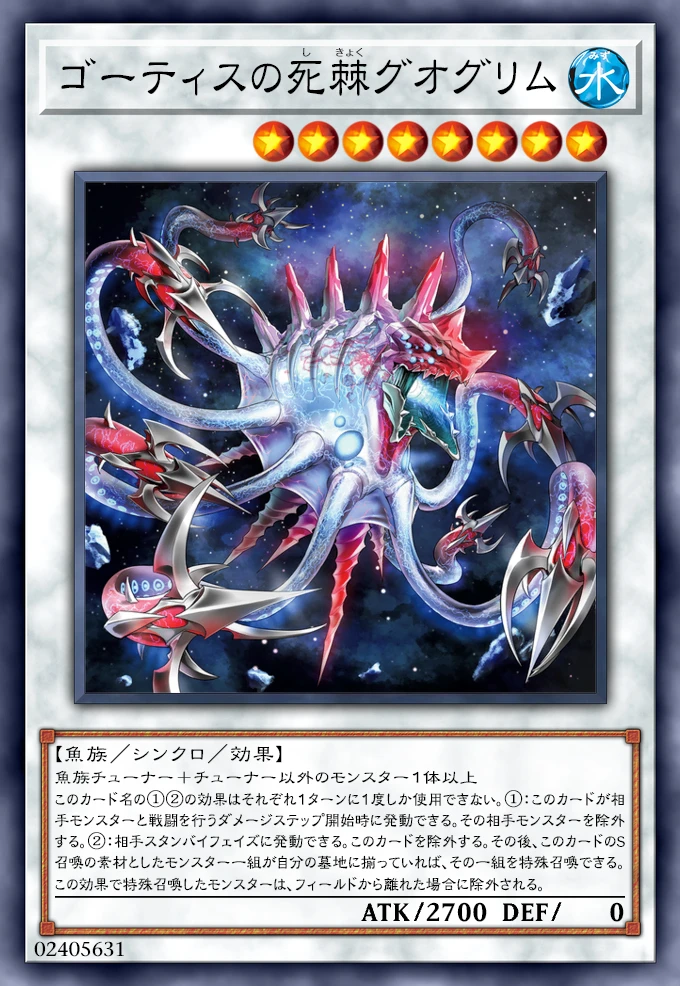 しきょく
ゴーティスの死棘グオグリム
みず
水
【魚族／シンクロ／効果】
魚族チューナー＋チューナー以外のモンスター１体以上
このカード名の①②の効果はそれぞれ１ターンに１度しか使用できない。①：このカードが相
手モンスターと戦闘を行うダメージステップ開始時に発動できる。その相手モンスターを除外
する。②：相手スタンバイフェイズに発動できる。このカードを除外する。その後、このカードのS
召喚の素材としたモンスター一組が自分の墓地に揃っていれば、その一組を特殊召喚できる。
この効果で特殊召喚したモンスターは、フィールドから離れた場合に除外される。
ATK/2700 DEF/ 0
02405631